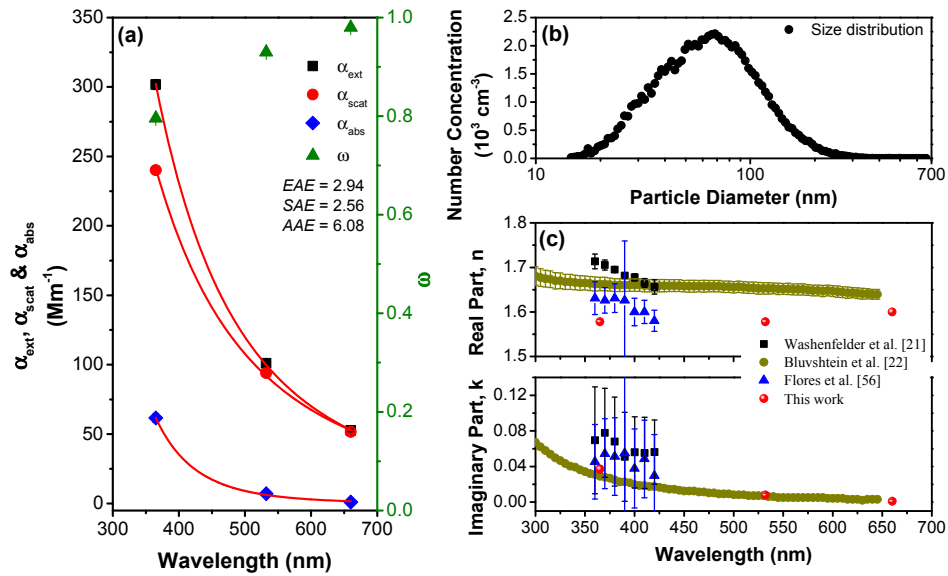 (a)
α_ext, α_scat & α_abs
(Mm⁻¹)
350
300
250
200
150
100
50
0
300 400 500 600 700
Wavelength (nm)
1.0
0.8
0.6
0.4
0.2
0.0
ω
α_ext
α_scat
α_abs
ω
EAE = 2.94
SAE = 2.56
AAE = 6.08
(b)
Size distribution
Number Concentration
(10³ cm⁻³)
2.5
2.0
1.5
1.0
0.5
0.0
10 100 700
Particle Diameter (nm)
(c)
Real Part, n
1.8
1.7
1.6
1.5
Washenfelder et al. [21]
Bluvshtein et al. [22]
Flores et al. [56]
This work
Imaginary Part, k
0.12
0.08
0.04
0.00
300 350 400 450 500 550 600 650 700
Wavelength (nm)